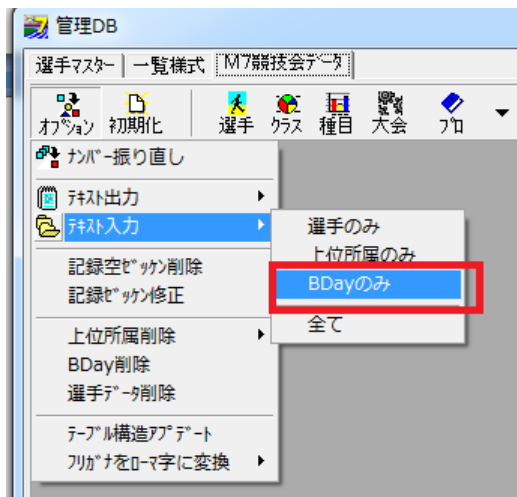 管理DB
選手ﾏｽﾀｰ 一覧様式 M7競技会ﾃﾞｰﾀ
ｵﾌﾟｼｮﾝ 初期化 選手 ｸﾗｽ 種目 大会 ﾌﾟﾛ
ﾅﾝﾊﾞｰ振り直し
ﾃｷｽﾄ出力
ﾃｷｽﾄ入力
記録空ｾﾞｯｹﾝ削除
記録ｾﾞｯｹﾝ修正
上位所属削除
BDay削除
選手ﾃﾞｰﾀ削除
ﾃｰﾌﾞﾙ構造ｱｯﾌﾟﾃﾞｰﾄ
ﾌﾘｶﾞﾅをﾛｰﾏ字に変換
選手のみ
上位所属のみ
BDayのみ
全て